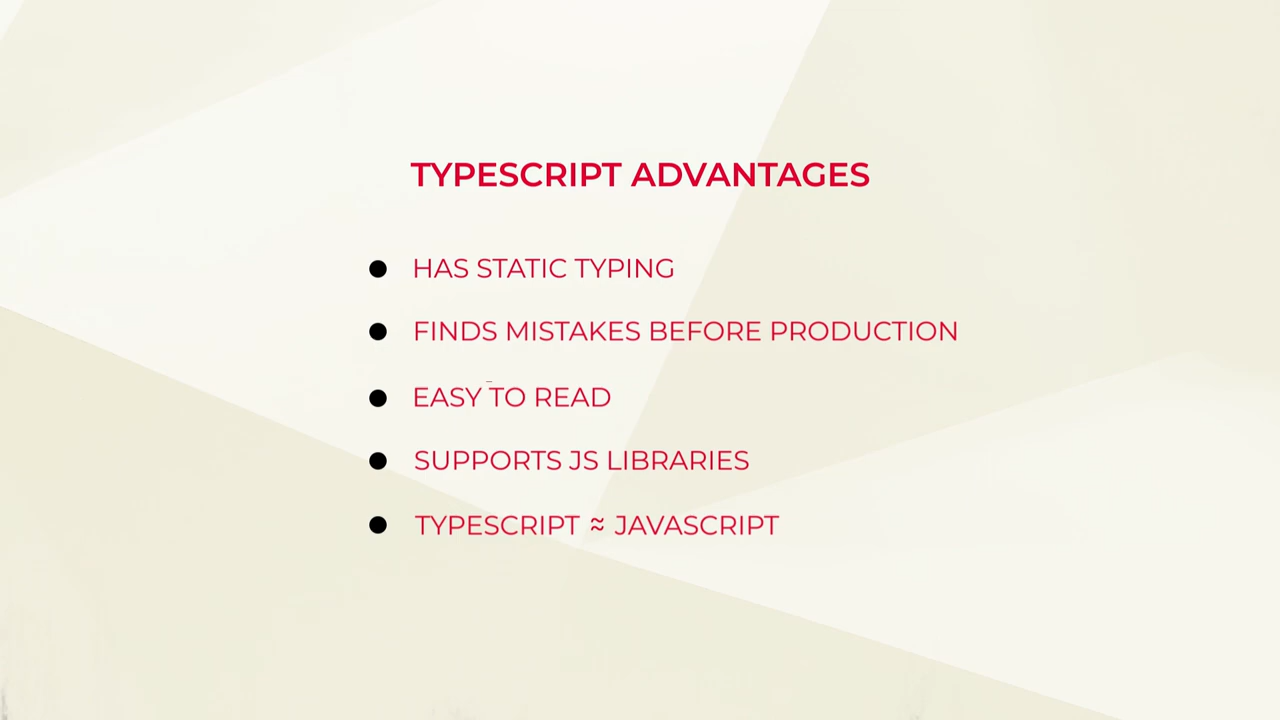 TYPESCRIPT ADVANTAGES
● HAS STATIC TYPING
● FINDS MISTAKES BEFORE PRODUCTION
● EASY TO READ
● SUPPORTS JS LIBRARIES
● TYPESCRIPT ≈ JAVASCRIPT